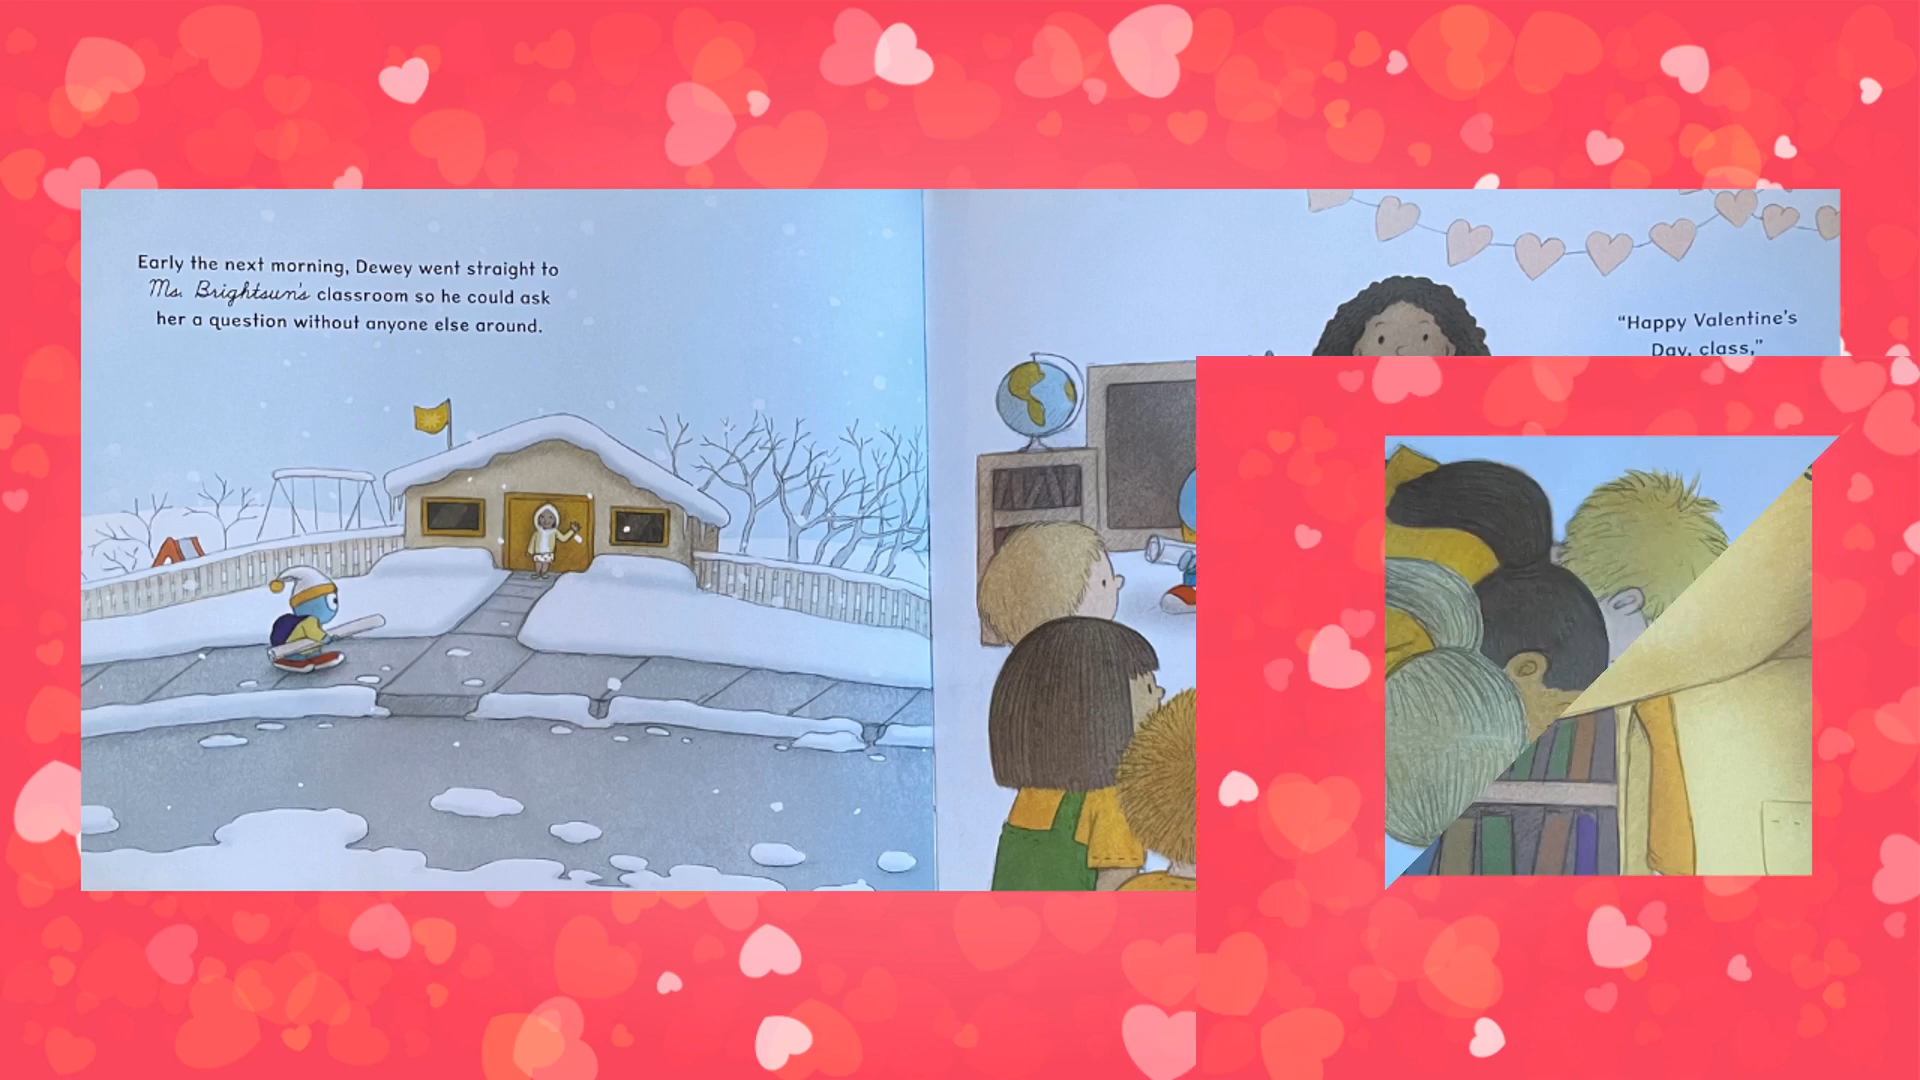 Early the next morning, Dewey went straight to
Ms. Brightsun's classroom so he could ask
her a question without anyone else around.
“Happy Valentine's
Day, class,”